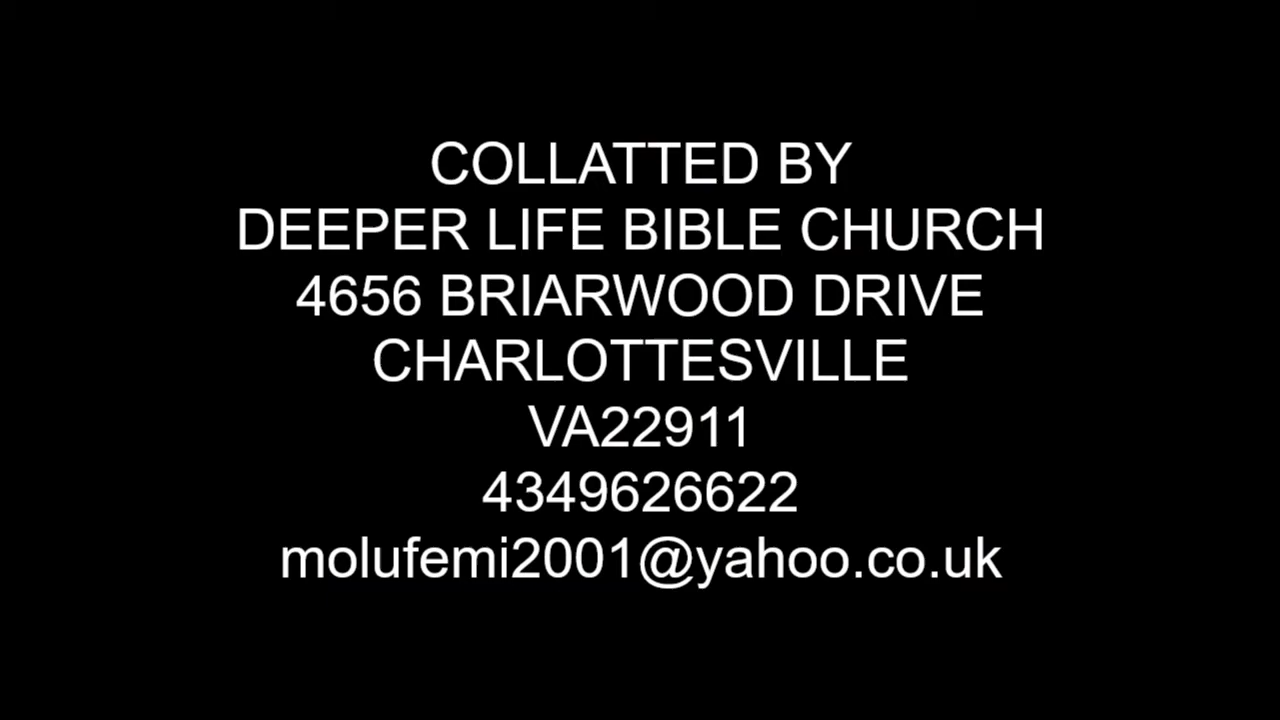 COLLATTED BY
DEEPER LIFE BIBLE CHURCH
4656 BRIARWOOD DRIVE
CHARLOTTESVILLE
VA22911
4349626622
molufemi2001@yahoo.co.uk